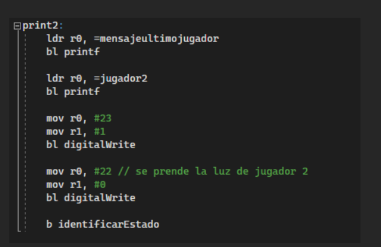 print2:
ldr r0, =mensajeultimojugador
bl printf
ldr r0, =jugador2
bl printf
mov r0, #23
mov r1, #1
bl digitalWrite
mov r0, #22 // se prende la luz de jugador 2
mov r1, #0
bl digitalWrite
b identificarEstado